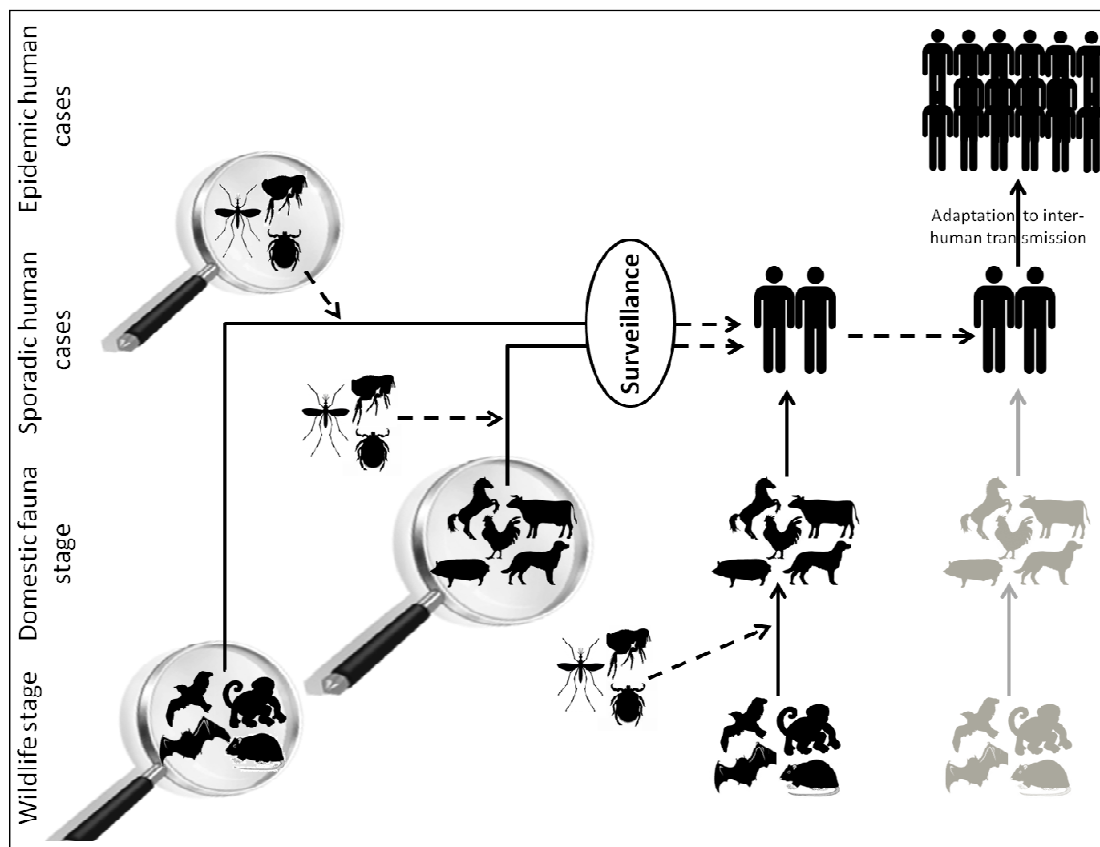 Epidemic human
cases
Sporadic human
cases
Domestic fauna
stage
Wildlife stage
Surveillance
Adaptation to inter-
human transmission